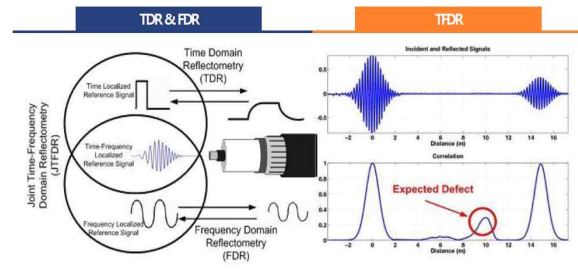 TDR & FDR
TFDR
Time Domain
Reflectometry
(TDR)
Time Localized
Reference Signal
Joint Time-Frequency
Domain Reflectometry
(JTFDR)
Time-Frequency
Localized
Reference Signal
Frequency Localized
Reference Signal
Frequency Domain
Reflectometry
(FDR)
Incident and Reflected Signals
0.5
0
-0.5
-2 0 2 4 6 8 10 12 14 16
Distance (m)
Correlation
1
0.8
0.6
0.4
0.2
0
Expected Defect
-2 0 2 4 6 8 10 12 14 16
Distance (m)